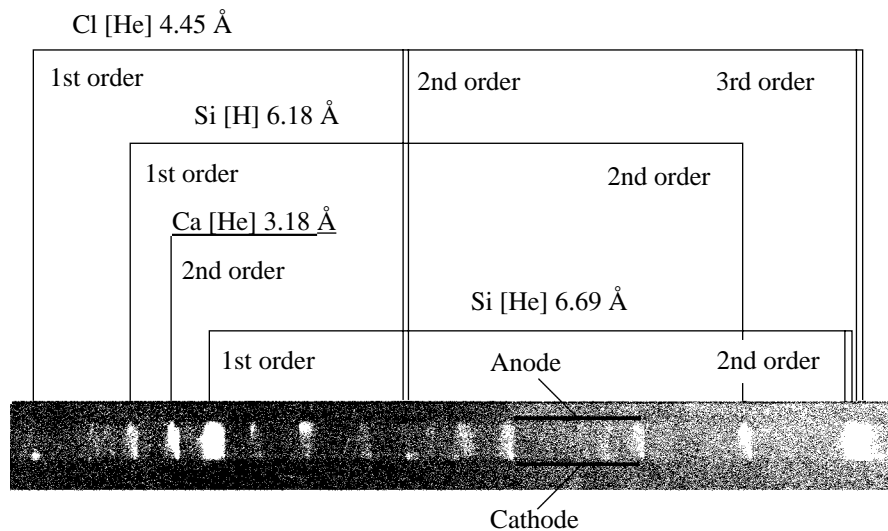 Cl [He] 4.45 Å
1st order
2nd order
3rd order
Si [H] 6.18 Å
1st order
2nd order
Ca [He] 3.18 Å
2nd order
Si [He] 6.69 Å
1st order
Anode
2nd order
Cathode